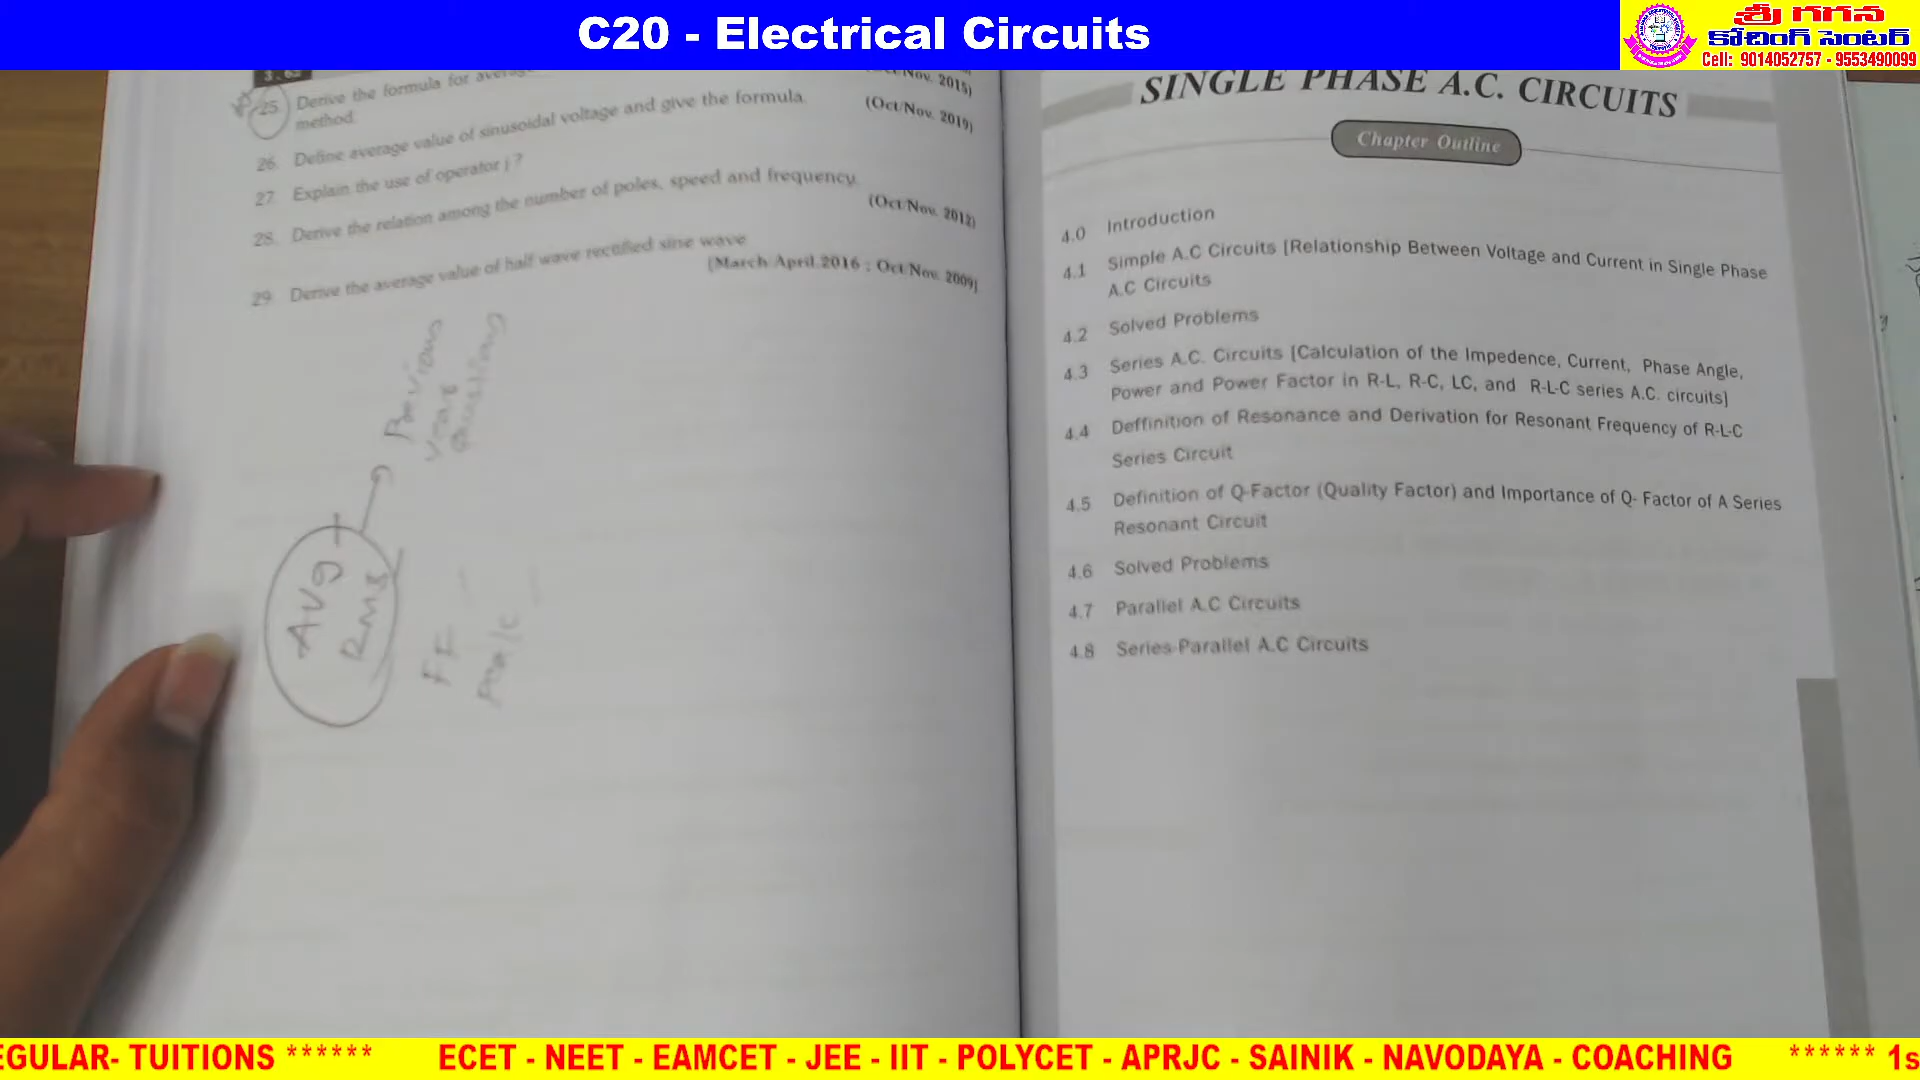 C20 - Electrical Circuits
శ్రీ గగన
కోచింగ్ సెంటర్
Cell: 9014052757 - 9553490099
3.62
25. Derive the formula for average
method.
Nov. 2015)
26. Define average value of sinusoidal voltage and give the formula.
(Oct/Nov. 2019)
27. Explain the use of operator j ?
28. Derive the relation among the number of poles, speed and frequency.
(Oct/Nov. 2012)
29. Derive the average value of half wave rectified sine wave
[March/April 2016 ; Oct/Nov. 2009]
Previous
Year
Questions
Avg
RMS
FF
SINGLE PHASE A.C. CIRCUITS
Chapter Outline
4.0 Introduction
4.1 Simple A.C Circuits [Relationship Between Voltage and Current in Single Phase
A.C Circuits
4.2 Solved Problems
4.3 Series A.C. Circuits [Calculation of the Impedence, Current, Phase Angle,
Power and Power Factor in R-L, R-C, LC, and R-L-C series A.C. circuits]
4.4 Deffinition of Resonance and Derivation for Resonant Frequency of R-L-C
Series Circuit
4.5 Definition of Q-Factor (Quality Factor) and Importance of Q- Factor of A Series
Resonant Circuit
4.6 Solved Problems
4.7 Parallel A.C Circuits
4.8 Series-Parallel A.C Circuits
EGULAR- TUITIONS ****** ECET - NEET - EAMCET - JEE - IIT - POLYCET - APRJC - SAINIK - NAVODAYA - COACHING ****** 1s